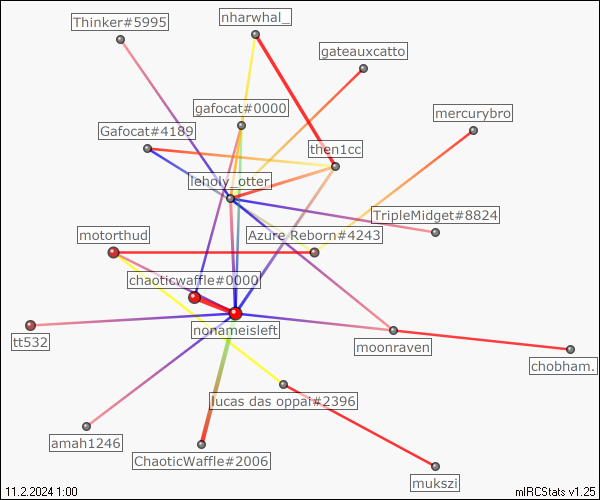 nharwhal_
Thinker#5995
gateauxcatto
gafocat#0000
mercurybro
Gafocat#4189
then1cc
leholy_otter
TripleMidget#8824
motorthud
Azure Reborn#4243
chaoticwaffle#0000
nonameisleft
tt532
moonraven
chobham.
lucas das oppai#2396
amah1246
ChaoticWaffle#2006
mukszi
11.2.2024 1:00
mIRCStats v1.25